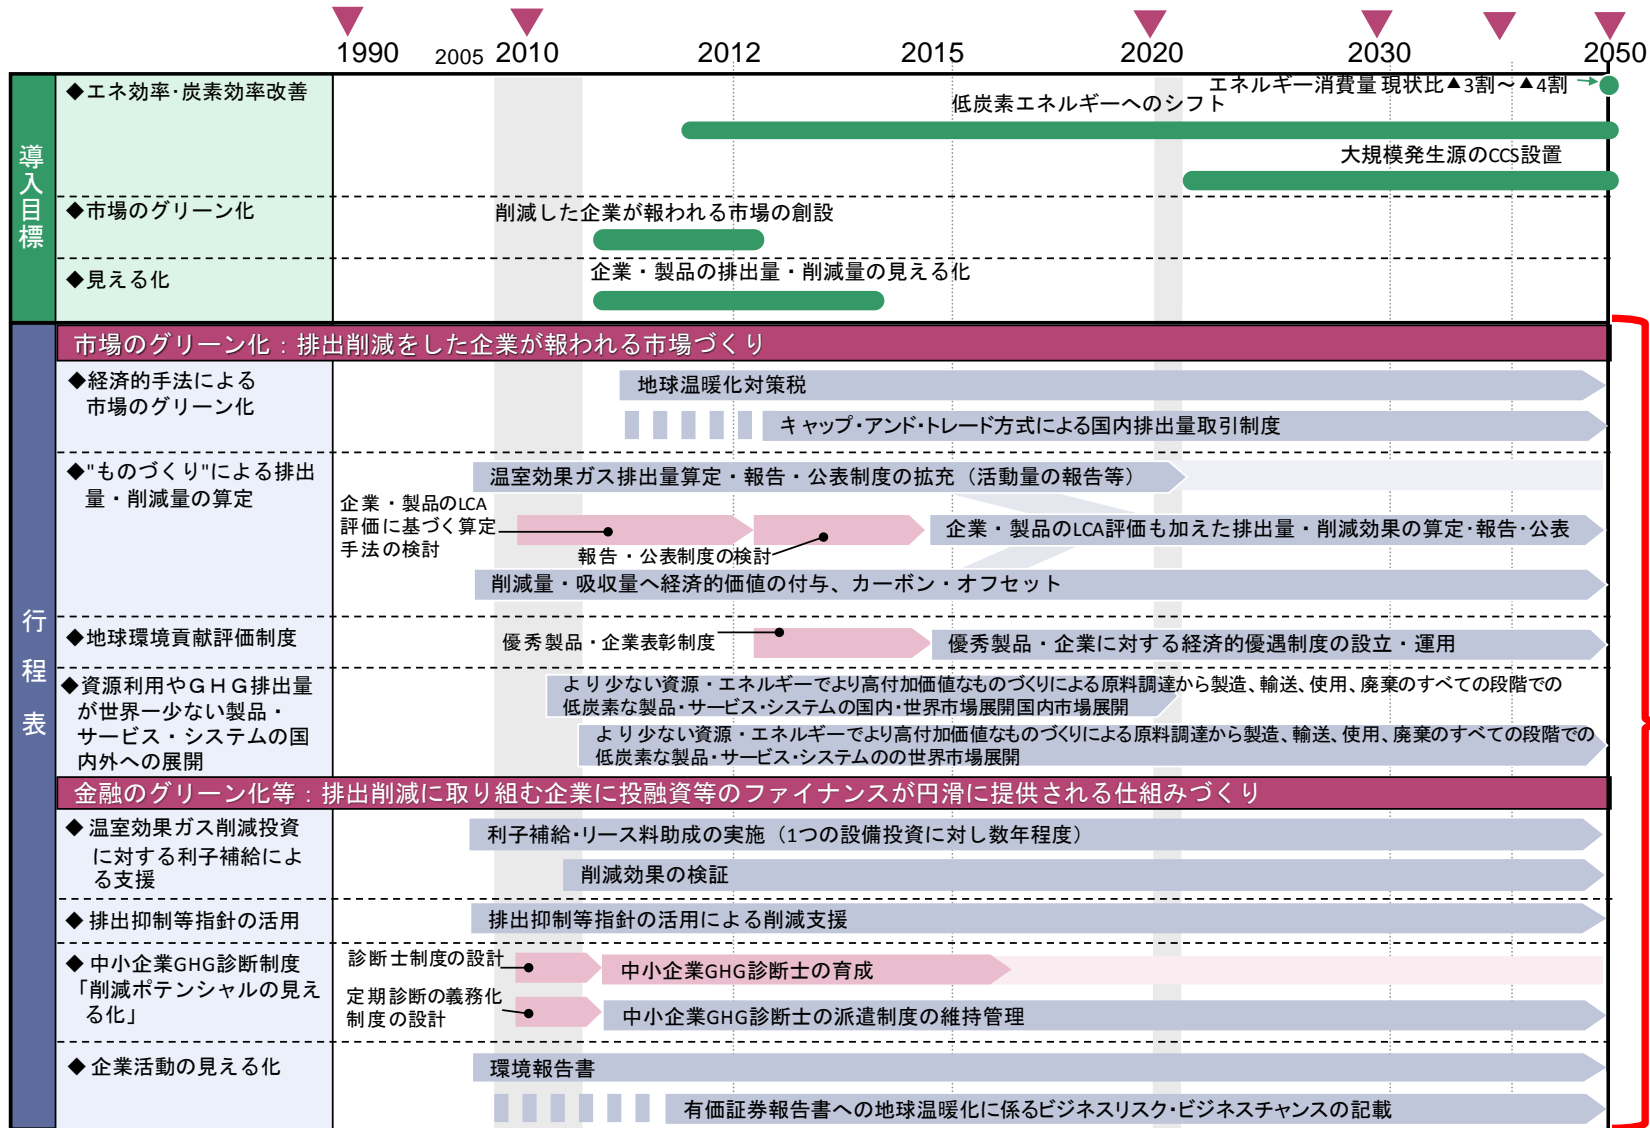 1990 2005 2010 2012 2015 2020 2030 2050
導入目標
◆エネ効率･炭素効率改善
エネルギー消費量 現状比▲3割～▲4割
低炭素エネルギーへのシフト
大規模発生源のCCS設置
◆市場のグリーン化
削減した企業が報われる市場の創設
◆見える化
企業・製品の排出量・削減量の見える化
行程表
市場のグリーン化：排出削減をした企業が報われる市場づくり
◆経済的手法による
市場のグリーン化
地球温暖化対策税
キャップ･アンド･トレード方式による国内排出量取引制度
◆"ものづくり"による排出
量・削減量の算定
温室効果ガス排出量算定・報告・公表制度の拡充（活動量の報告等）
企業・製品のLCA
評価に基づく算定
手法の検討
報告・公表制度の検討
企業・製品のLCA評価も加えた排出量・削減効果の算定･報告･公表
削減量・吸収量へ経済的価値の付与、カーボン・オフセット
◆地球環境貢献評価制度
優秀製品・企業表彰制度
優秀製品・企業に対する経済的優遇制度の設立・運用
◆資源利用やＧＨＧ排出量
が世界一少ない製品・
サービス・システムの国
内外への展開
より少ない資源・エネルギーでより高付加価値なものづくりによる原料調達から製造、輸送、使用、廃棄のすべての段階での
低炭素な製品･サービス･システムの国内･世界市場展開国内市場展開
より少ない資源・エネルギーでより高付加価値なものづくりによる原料調達から製造、輸送、使用、廃棄のすべての段階での
低炭素な製品･サービス･システムのの世界市場展開
金融のグリーン化等：排出削減に取り組む企業に投融資等のファイナンスが円滑に提供される仕組みづくり
◆ 温室効果ガス削減投資
に対する利子補給によ
る支援
利子補給･リース料助成の実施（1つの設備投資に対し数年程度）
削減効果の検証
◆ 排出抑制等指針の活用
排出抑制等指針の活用による削減支援
◆ 中小企業GHG診断制度
「削減ポテンシャルの見え
る化」
診断士制度の設計
中小企業GHG診断士の育成
定期診断の義務化
制度の設計
中小企業GHG診断士の派遣制度の維持管理
◆ 企業活動の見える化
環境報告書
有価証券報告書への地球温暖化に係るビジネスリスク･ビジネスチャンスの記載